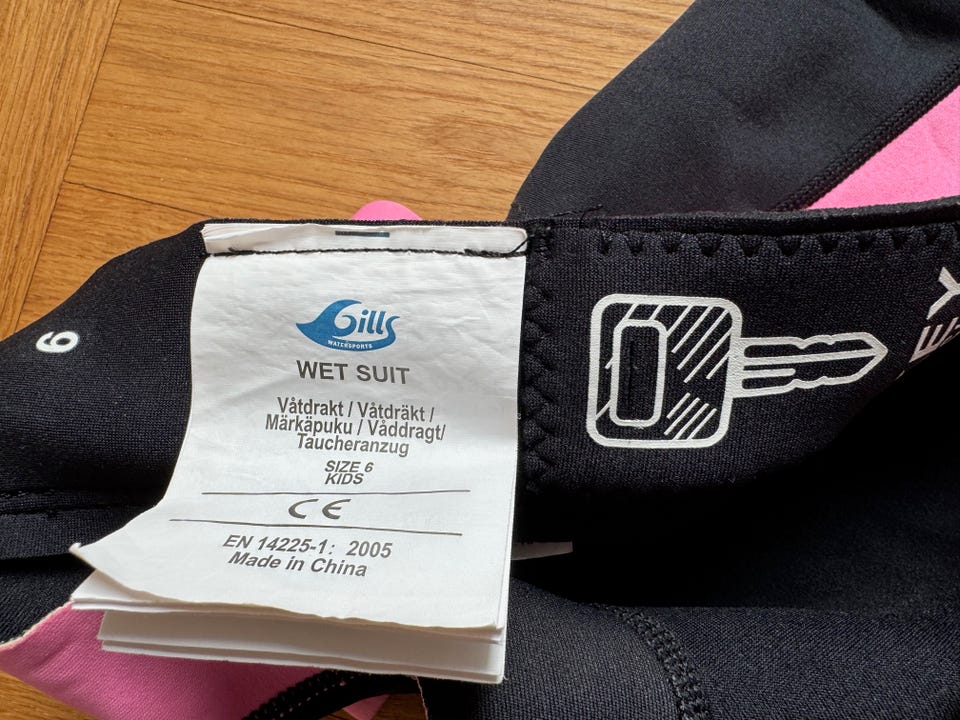 6
Gills
WATERSPORTS
WET SUIT
Våtdrakt / Våtdräkt /
Märkäpuku / Våddragt/
Taucheranzug
SIZE 6
KIDS
CE
EN 14225-1: 2005
Made in China